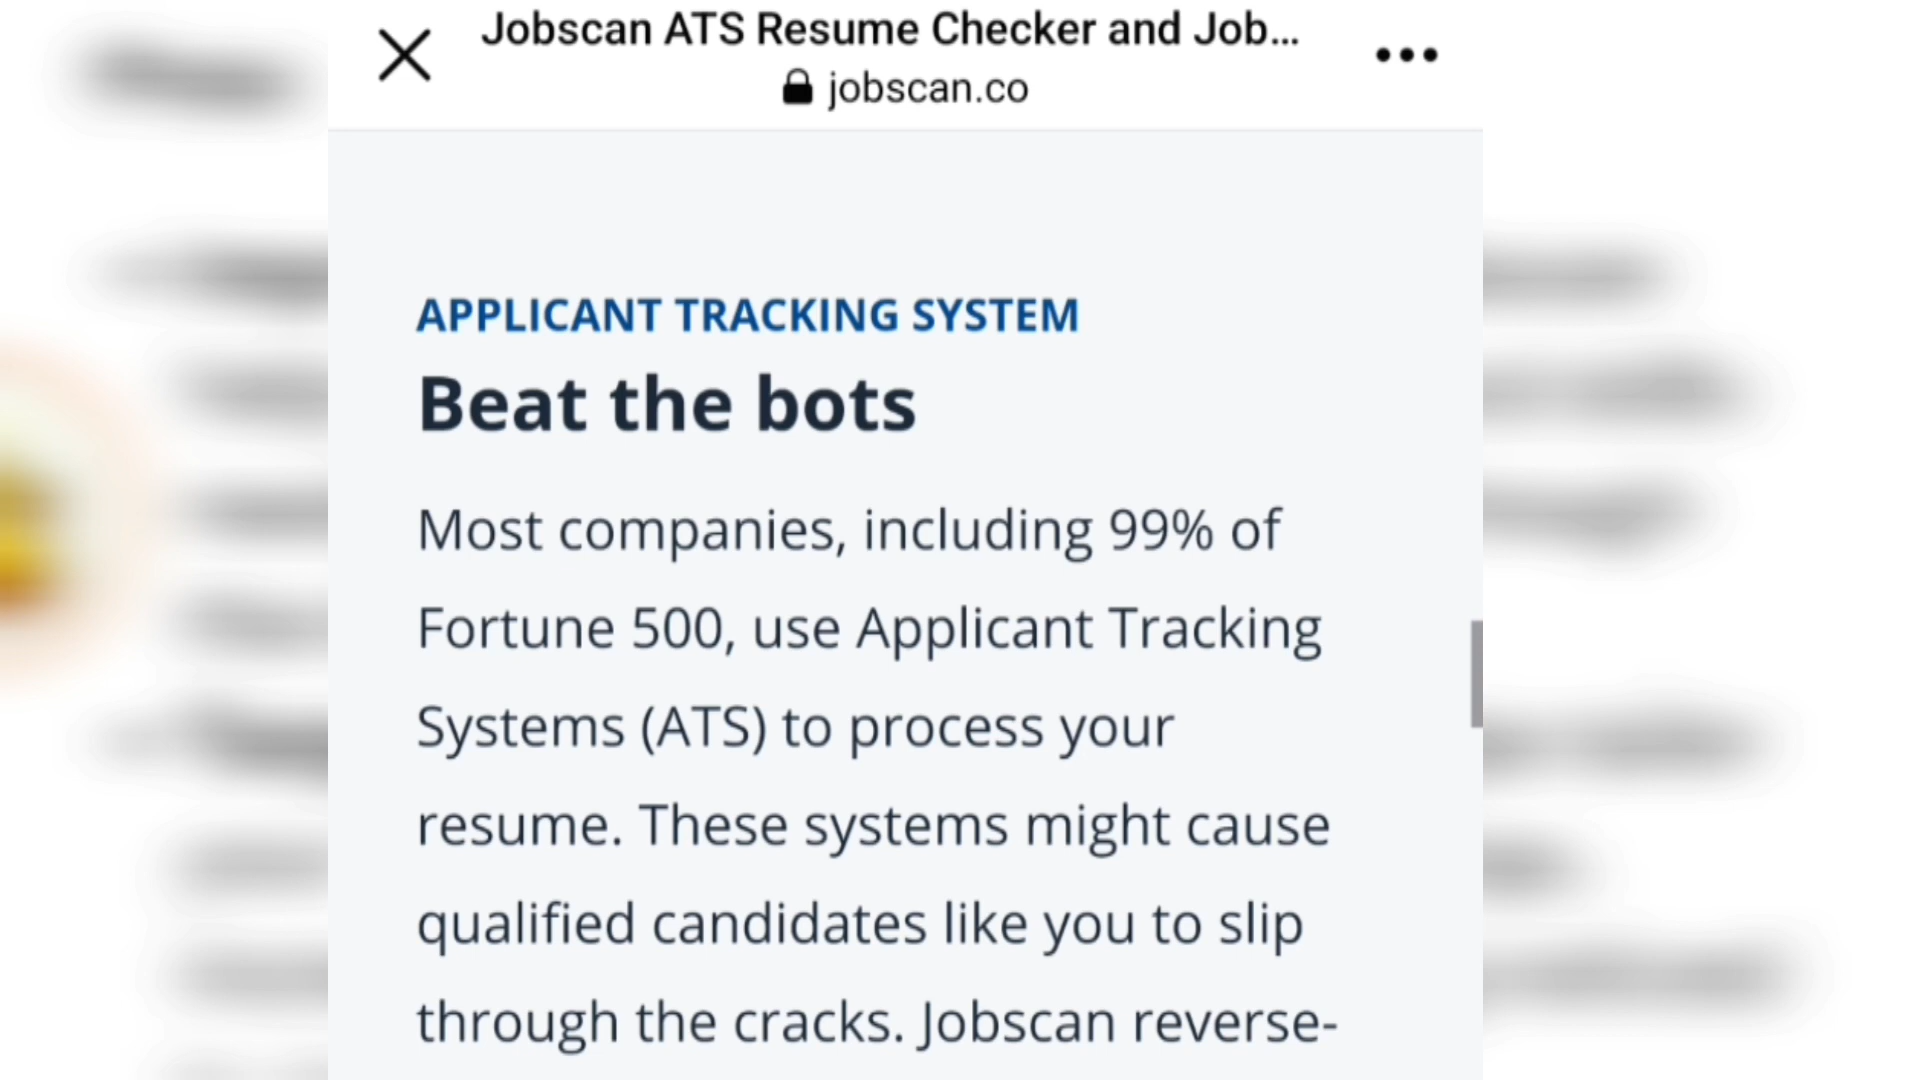 Jobscan ATS Resume Checker and Job...
jobscan.co
APPLICANT TRACKING SYSTEM
Beat the bots
Most companies, including 99% of
Fortune 500, use Applicant Tracking
Systems (ATS) to process your
resume. These systems might cause
qualified candidates like you to slip
through the cracks. Jobscan reverse-